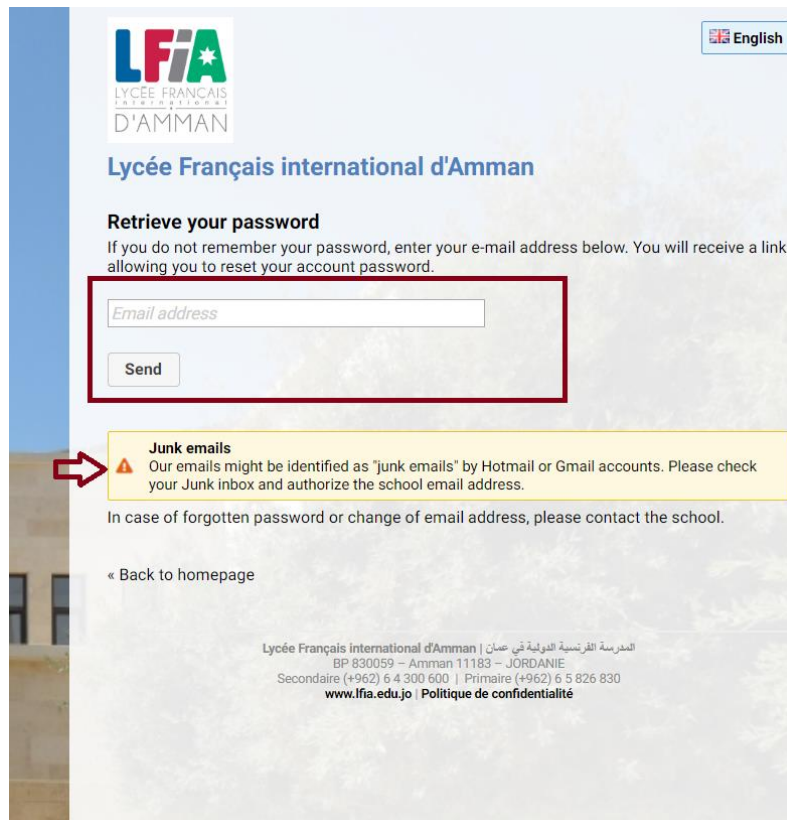 LFiA
LYCÉE FRANÇAIS
international
D'AMMAN
English
Lycée Français international d'Amman
Retrieve your password
If you do not remember your password, enter your e-mail address below. You will receive a link
allowing you to reset your account password.
Email address
Send
Junk emails
Our emails might be identified as "junk emails" by Hotmail or Gmail accounts. Please check
your Junk inbox and authorize the school email address.
In case of forgotten password or change of email address, please contact the school.
« Back to homepage
Lycée Français international d'Amman | المدرسة الفرنسية الدولية في عمان
BP 830059 – Amman 11183 – JORDANIE
Secondaire (+962) 6 4 300 600 | Primaire (+962) 6 5 826 830
www.lfia.edu.jo | Politique de confidentialité